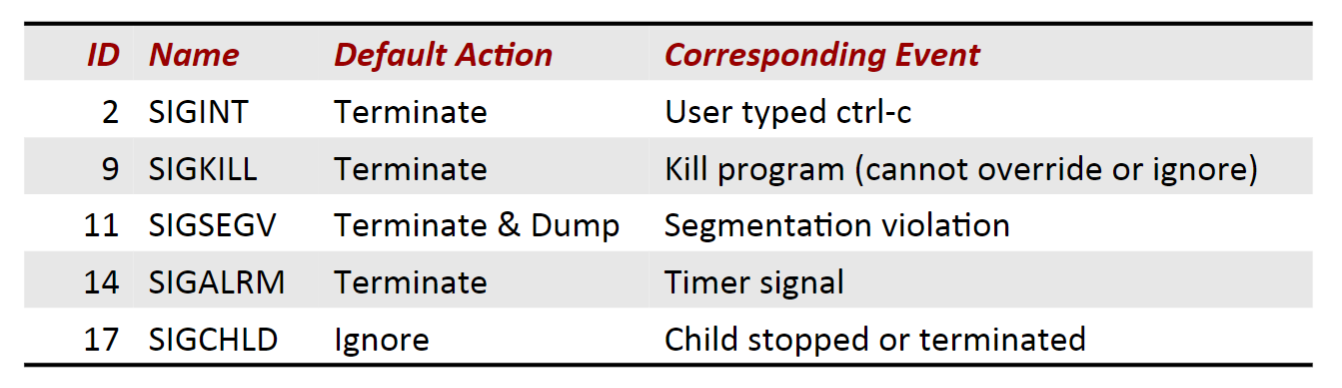 ID Name Default Action Corresponding Event
2 SIGINT Terminate User typed ctrl-c
9 SIGKILL Terminate Kill program (cannot override or ignore)
11 SIGSEGV Terminate & Dump Segmentation violation
14 SIGALRM Terminate Timer signal
17 SIGCHLD Ignore Child stopped or terminated